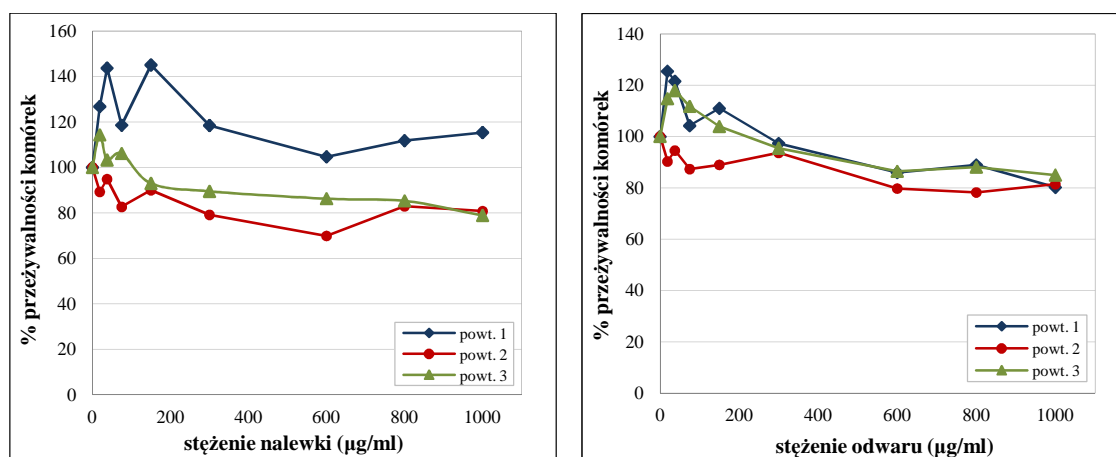 % przeżywalności komórek
160
140
120
100
80
60
40
20
0
0 200 400 600 800 1000
stężenie nalewki (µg/ml)
powt. 1
powt. 2
powt. 3
% przeżywalności komórek
140
120
100
80
60
40
20
0
0 200 400 600 800 1000
stężenie odwaru (µg/ml)
powt. 1
powt. 2
powt. 3